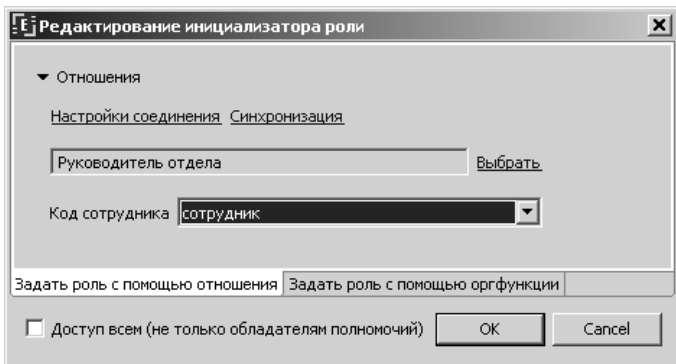 Редактирование инициализатора роли
Отношения
Настройки соединения Синхронизация
Руководитель отдела Выбрать
Код сотрудника сотрудник
Задать роль с помощью отношения Задать роль с помощью оргфункции
Доступ всем (не только обладателям полномочий) OK Cancel